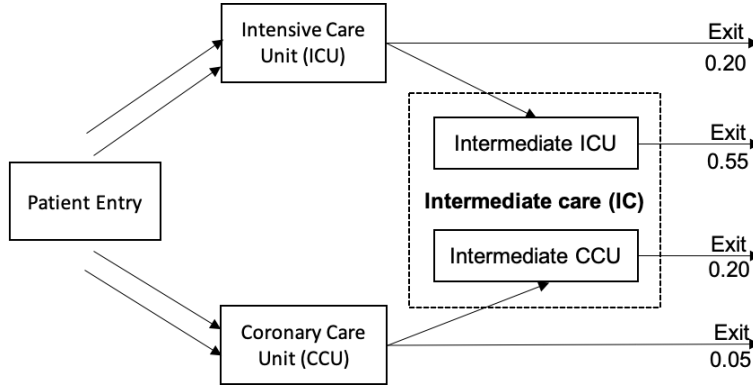 Intensive Care
Unit (ICU)
Exit
0.20
Intermediate ICU
Exit
0.55
Patient Entry
Intermediate care (IC)
Intermediate CCU
Exit
0.20
Coronary Care
Unit (CCU)
Exit
0.05